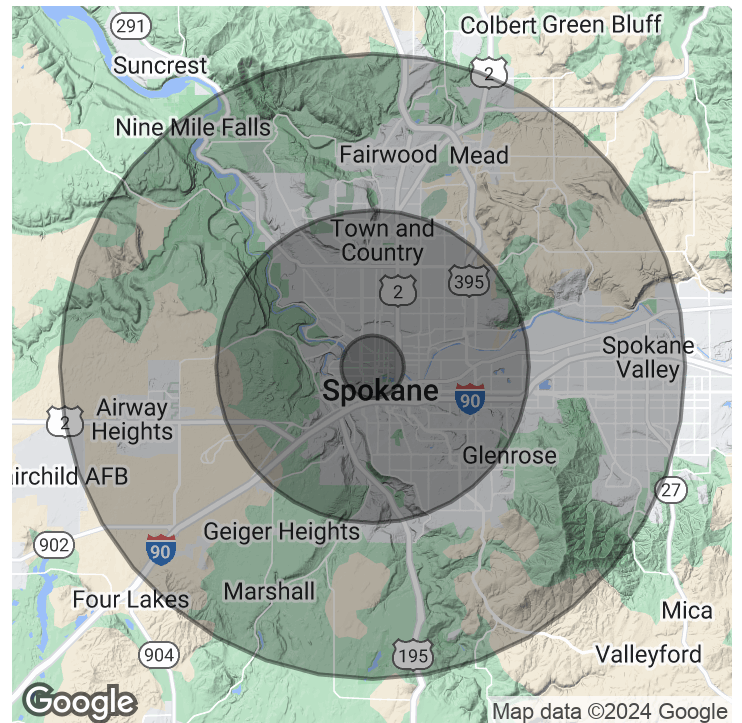 Colbert Green Bluff
291
Suncrest
2
Nine Mile Falls
Fairwood Mead
Town and
Country
395
2
Spokane
Valley
Spokane
90
Airway
Heights
2
Glenrose
airchild AFB
27
Geiger Heights
902
90
Marshall
Four Lakes
Mica
195
904
Valleyford
Google
Map data ©2024 Google